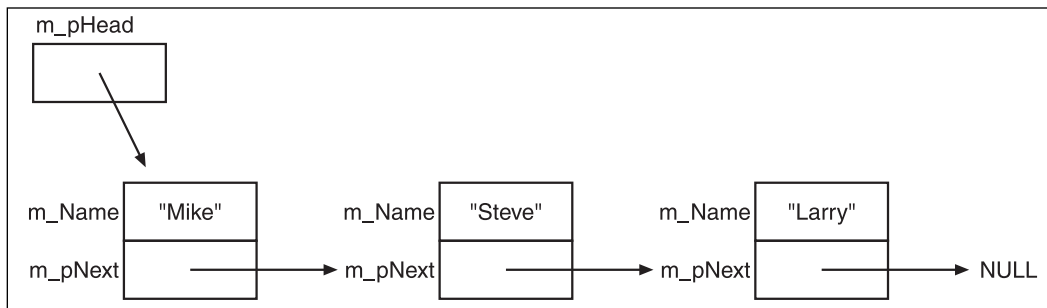 m_pHead
m_Name "Mike" m_Name "Steve" m_Name "Larry"
m_pNext m_pNext m_pNext NULL